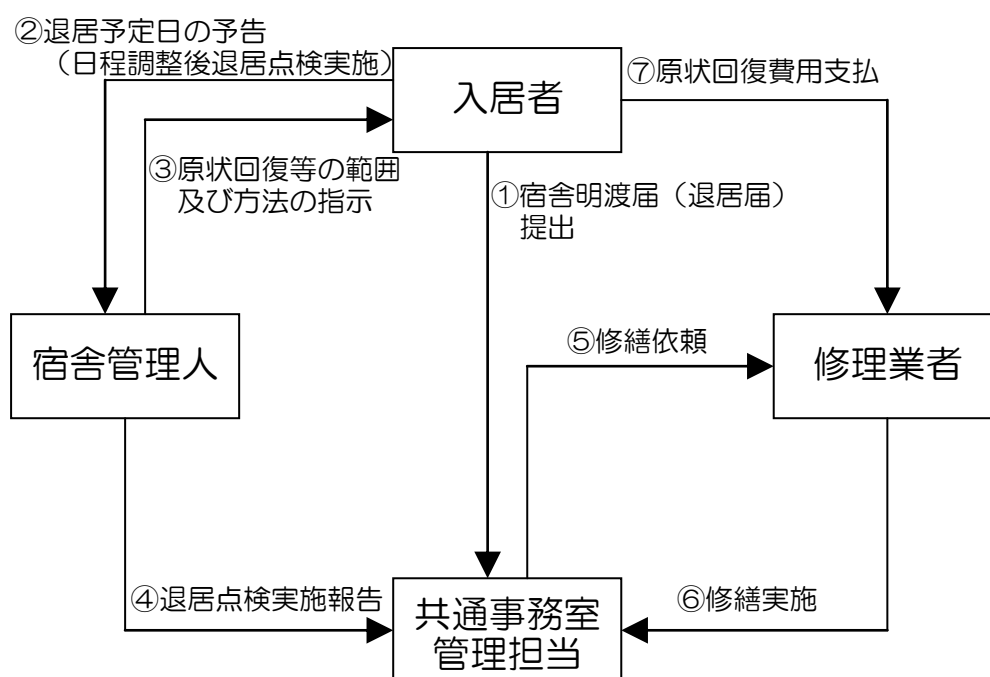 ②退居予定日の予告
（日程調整後退居点検実施）
入居者
⑦原状回復費用支払
③原状回復等の範囲
及び方法の指示
①宿舎明渡届（退居届）
提出
宿舎管理人
⑤修繕依頼
修理業者
④退居点検実施報告
共通事務室
管理担当
⑥修繕実施